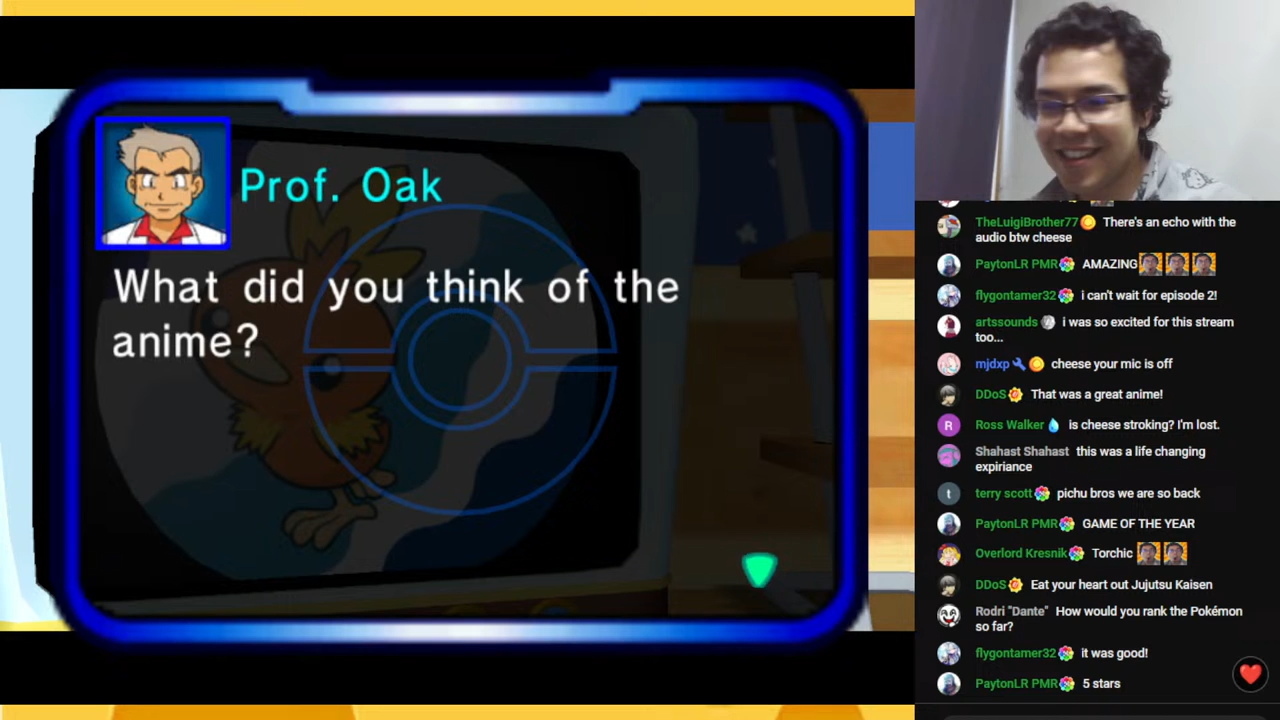 Prof. Oak
What did you think of the
anime?
TheLuigiBrother77 There's an echo with the
audio btw cheese
PaytonLR PMR AMAZING
flygontamer32 i can't wait for episode 2!
artssounds i was so excited for this stream
too...
mjdxp cheese your mic is off
DDoS That was a great anime!
R Ross Walker is cheese stroking? I'm lost.
Shahast Shahast this was a life changing
expiriance
t terry scott pichu bros we are so back
PaytonLR PMR GAME OF THE YEAR
Overlord Kresnik Torchic
DDoS Eat your heart out Jujutsu Kaisen
Rodri "Dante" How would you rank the Pokémon
so far?
flygontamer32 it was good!
PaytonLR PMR 5 stars